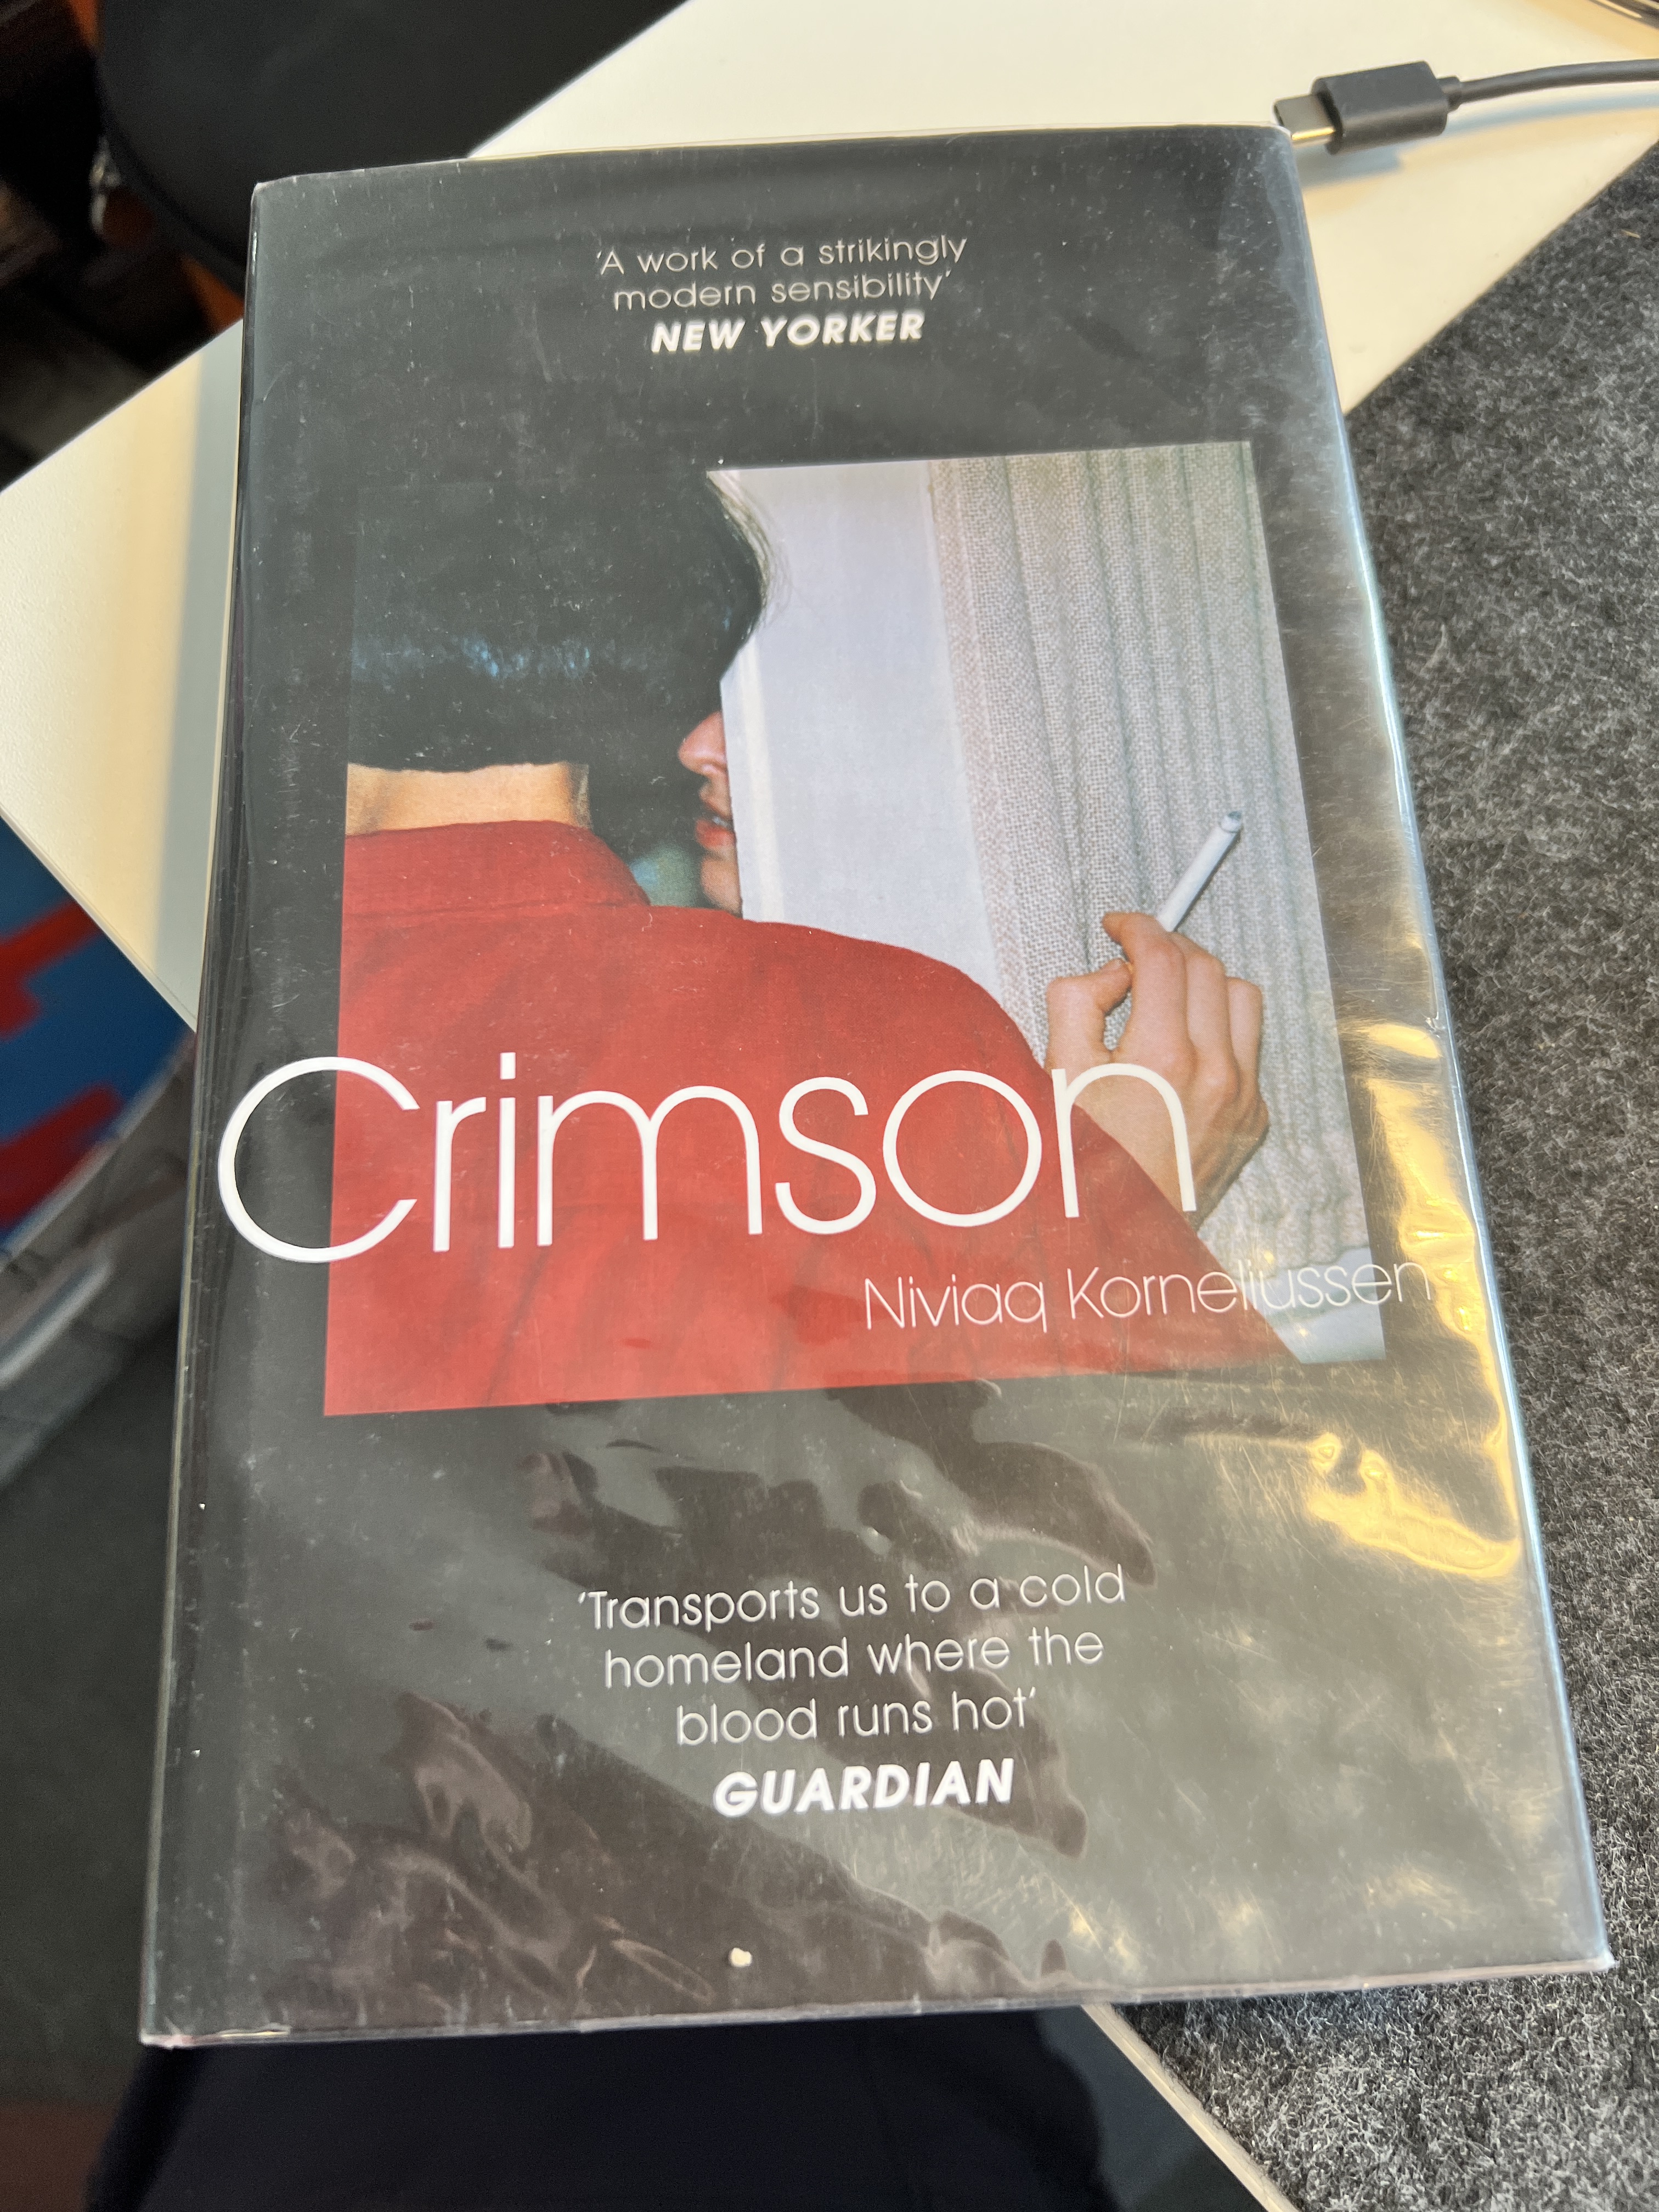 'A work of a strikingly
modern sensibility'
NEW YORKER
Crimson
Niviaq Korneliussen
'Transports us to a cold
homeland where the
blood runs hot'
GUARDIAN